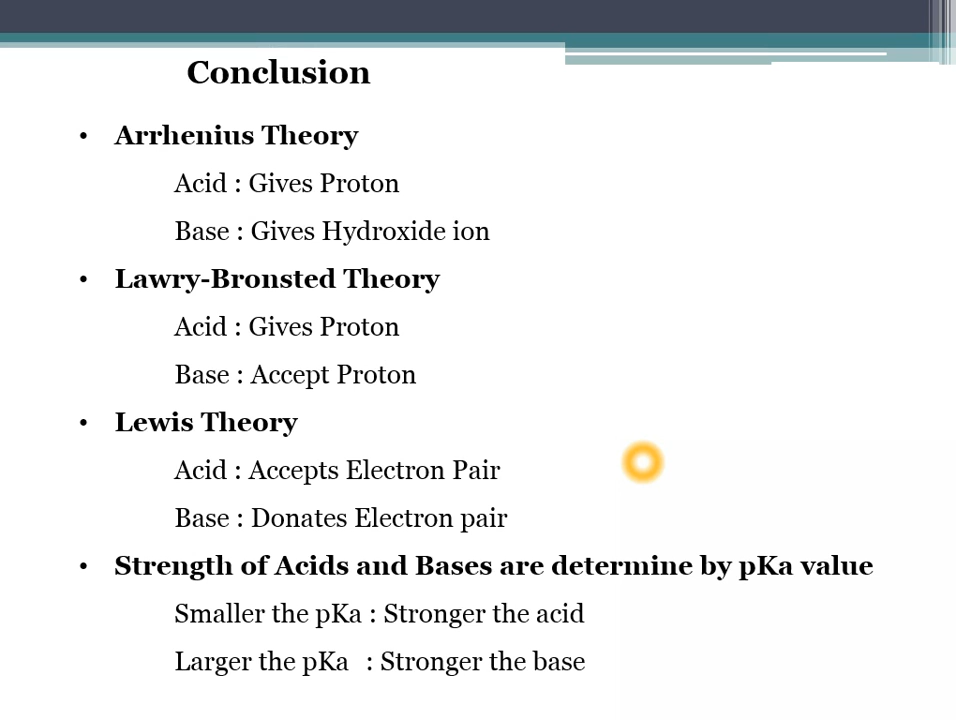 Conclusion
• Arrhenius Theory
Acid : Gives Proton
Base : Gives Hydroxide ion
• Lawry-Bronsted Theory
Acid : Gives Proton
Base : Accept Proton
• Lewis Theory
Acid : Accepts Electron Pair
Base : Donates Electron pair
• Strength of Acids and Bases are determine by pKa value
Smaller the pKa : Stronger the acid
Larger the pKa : Stronger the base